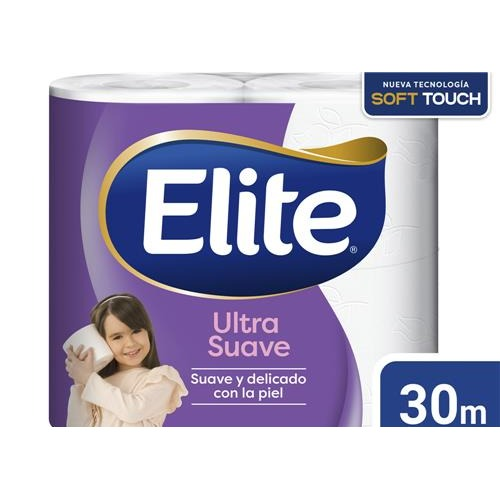 NUEVA TECNOLOGÍA
SOFT TOUCH
Elite®
Ultra
Suave
Suave y delicado
con la piel
30m